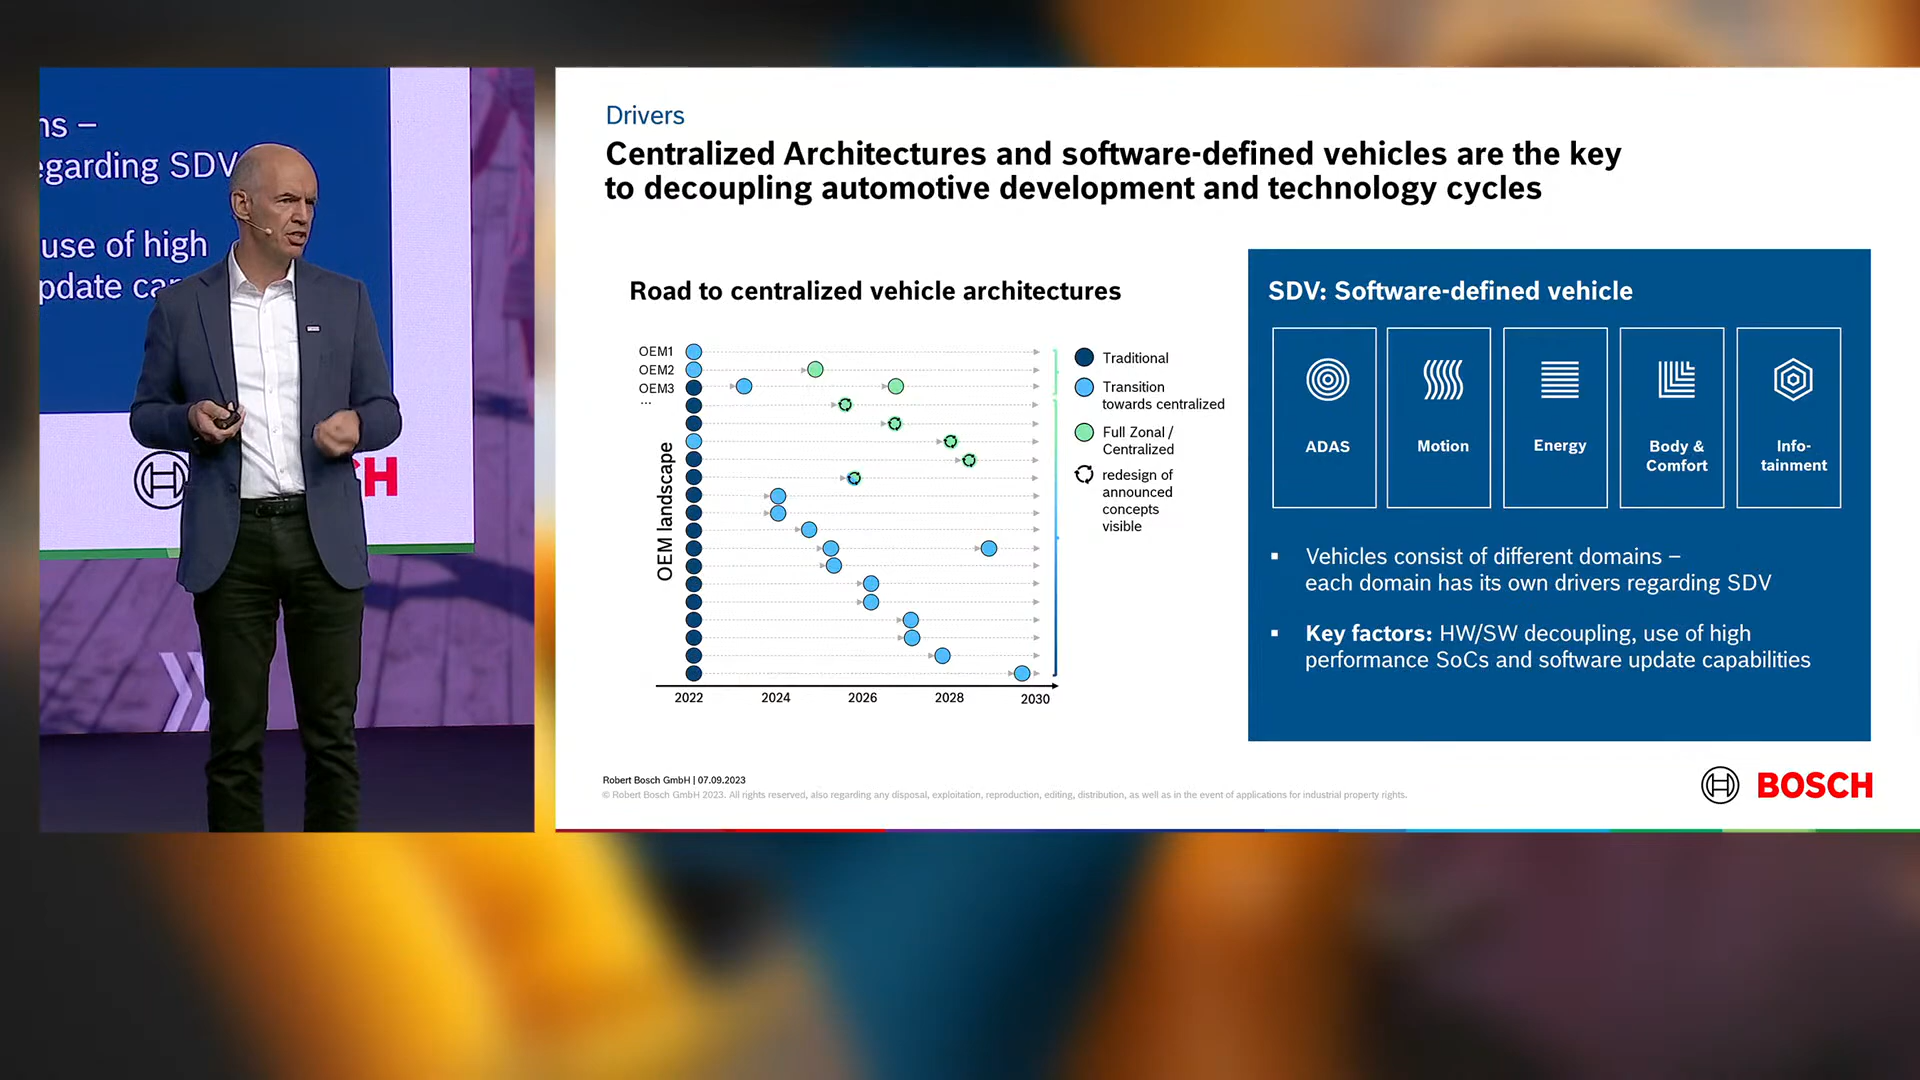 ns –
egarding SDV
use of high
pdate ca
H
Drivers
Centralized Architectures and software-defined vehicles are the key
to decoupling automotive development and technology cycles
Road to centralized vehicle architectures
OEM1
OEM2
OEM3
...
OEM landscape
2022 2024 2026 2028 2030
Traditional
Transition
towards centralized
Full Zonal /
Centralized
redesign of
announced
concepts
visible
SDV: Software-defined vehicle
ADAS
Motion
Energy
Body &
Comfort
Info-
tainment
▪ Vehicles consist of different domains –
each domain has its own drivers regarding SDV
▪ Key factors: HW/SW decoupling, use of high
performance SoCs and software update capabilities
Robert Bosch GmbH | 07.09.2023
© Robert Bosch GmbH 2023. All rights reserved, also regarding any disposal, exploitation, reproduction, editing, distribution, as well as in the event of applications for industrial property rights.
BOSCH